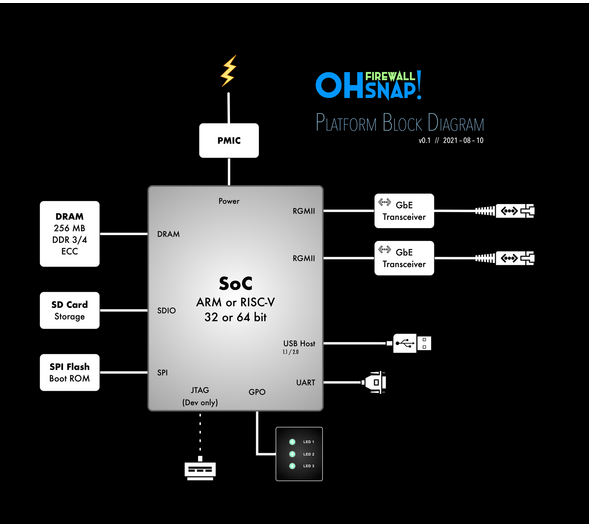 OH FIREWALL
SNAP!
PLATFORM BLOCK DIAGRAM
v0.1 // 2021-08-10
PMIC
Power
DRAM
256 MB
DDR 3/4
ECC
DRAM
SD Card
Storage
SDIO
SPI Flash
Boot ROM
SPI
SoC
ARM or RISC-V
32 or 64 bit
RGMII
GbE
Transceiver
RGMII
GbE
Transceiver
USB Host
1.1 / 2.0
UART
JTAG
(Dev only)
GPO
LED 1
LED 2
LED 3